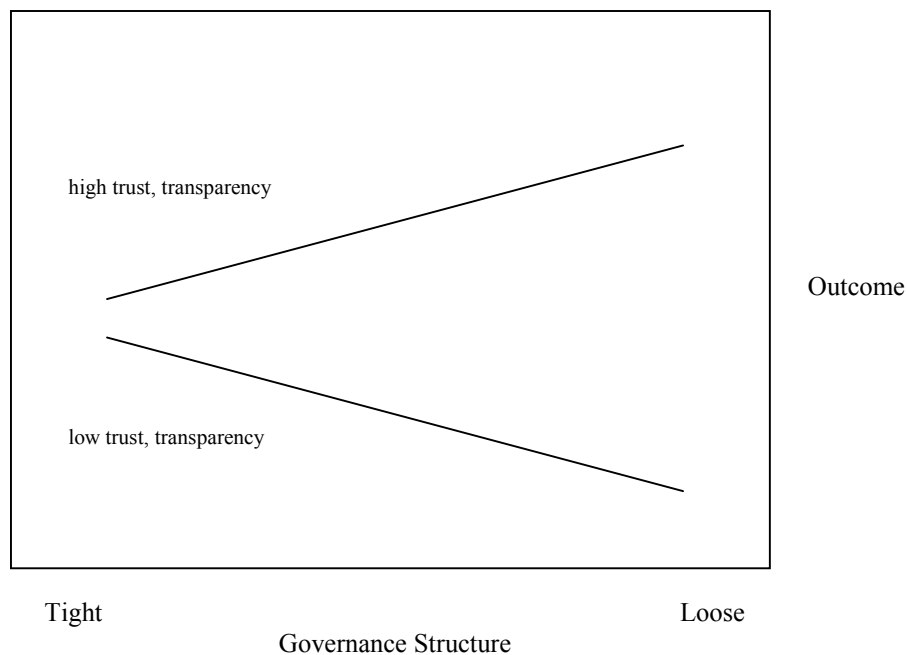 high trust, transparency
Outcome
low trust, transparency
Tight
Loose
Governance Structure